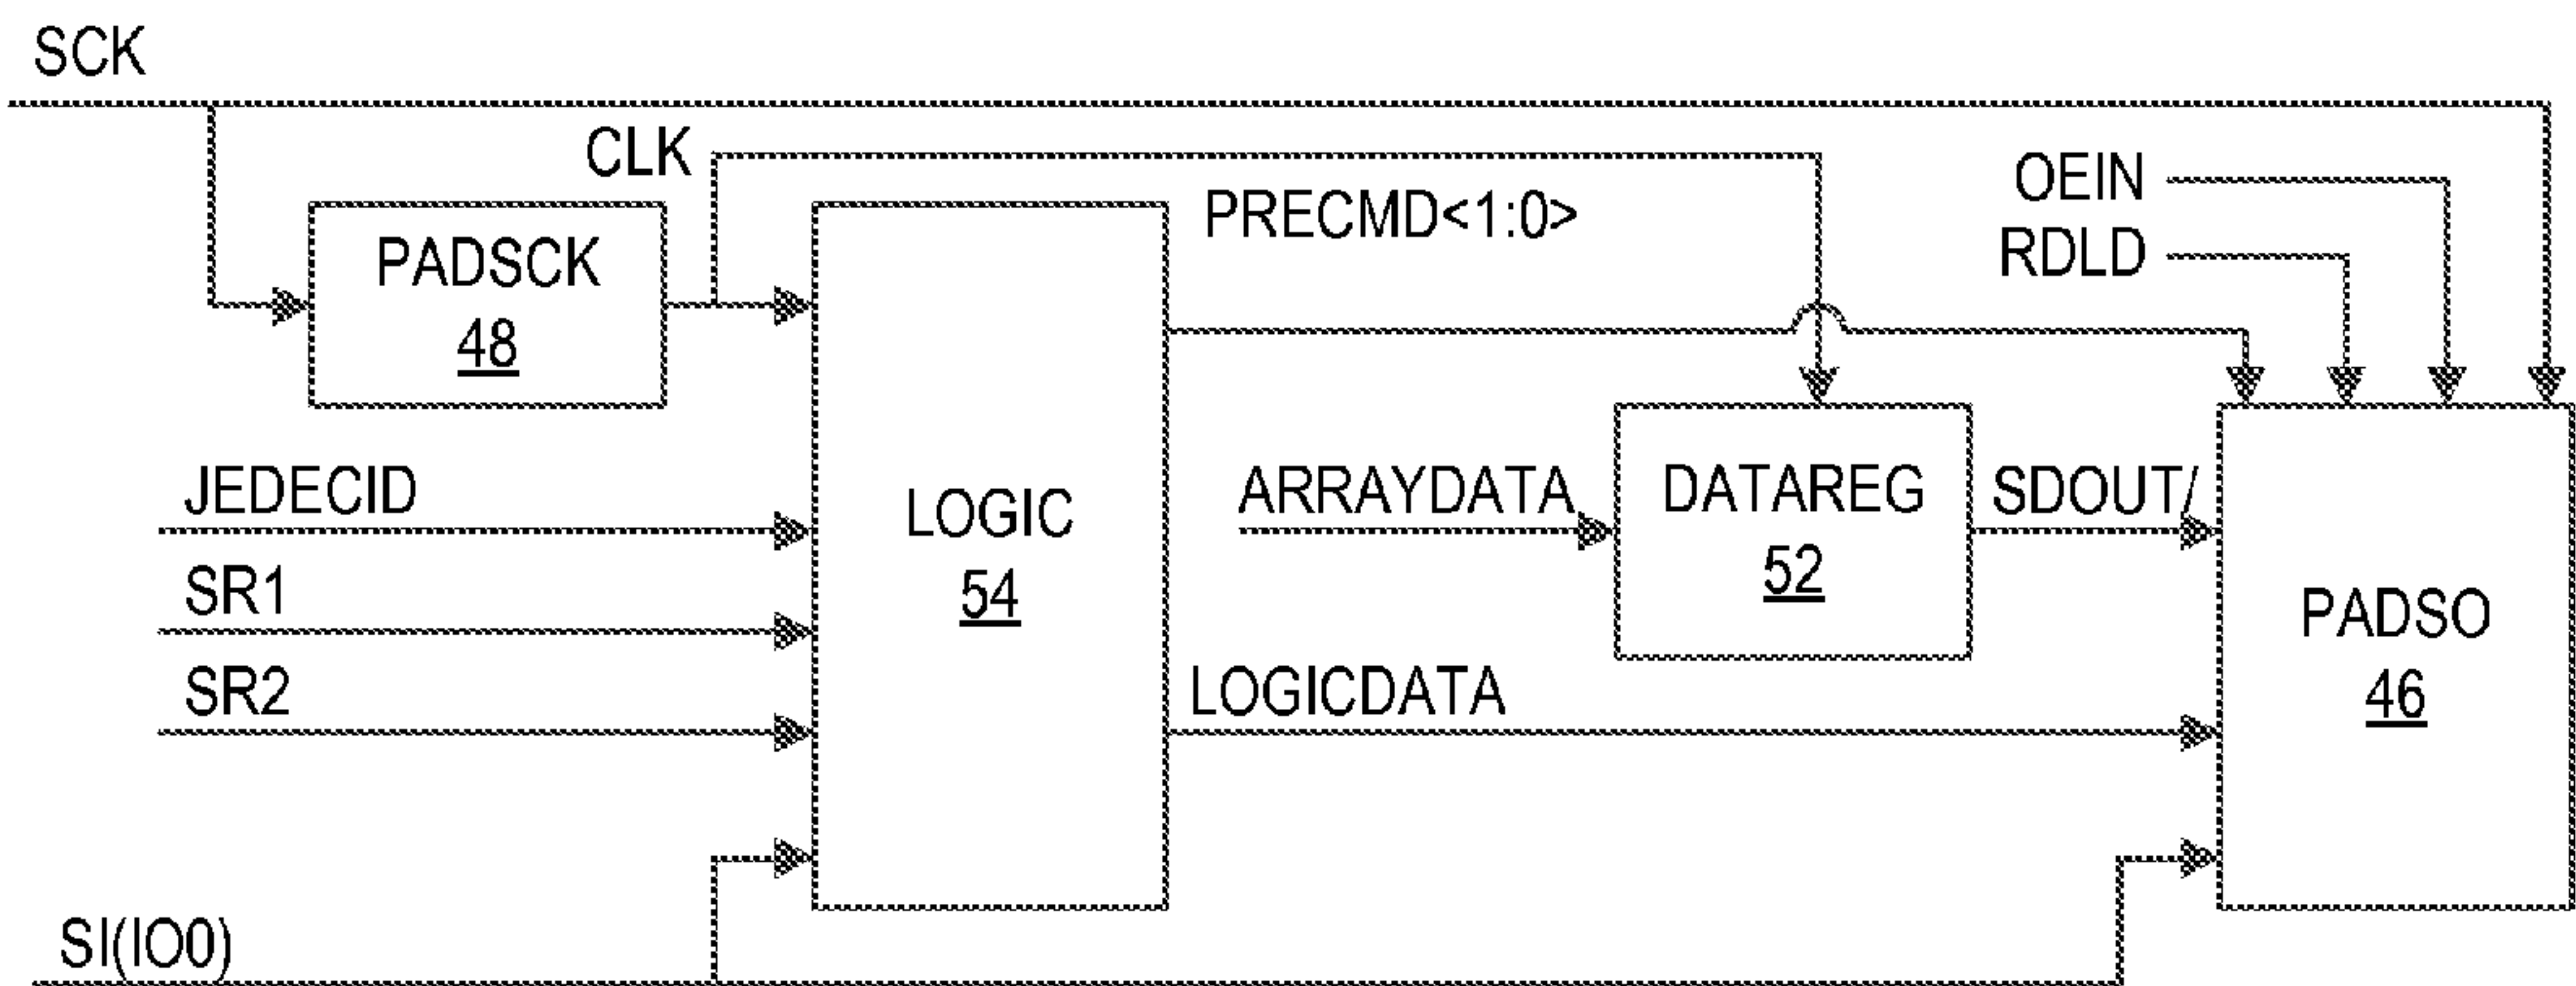 SCK
CLK
PRECMD<1:0>
OEIN
RDLD
PADSCK
48
JEDECID
SR1
SR2
LOGIC
54
ARRAYDATA
DATAREG
52
SDOUT/
LOGICDATA
PADSO
46
SI(IO0)